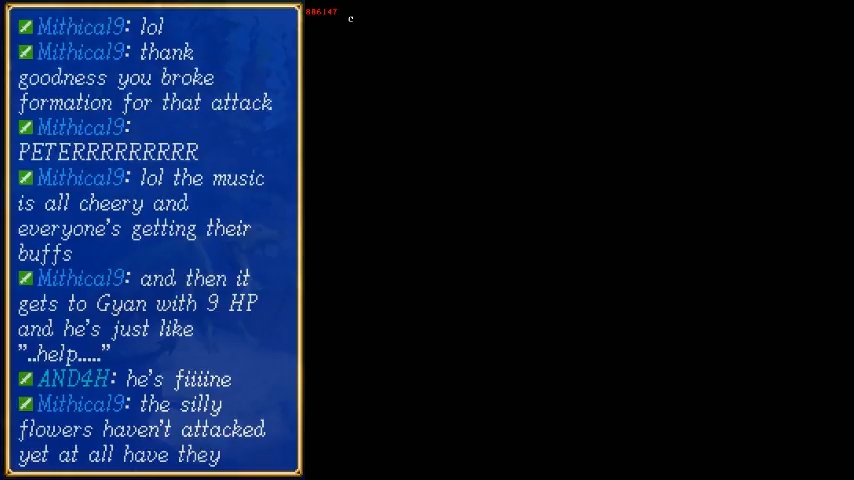 Mithical9: lol
Mithical9: thank
goodness you broke
formation for that attack
Mithical9:
PETERRRRRRRRR
Mithical9: lol the music
is all cheery and
everyone's getting their
buffs
Mithical9: and then it
gets to Gyan with 9 HP
and he's just like
"..help....."
AND4H: he's fiiiine
Mithical9: the silly
flowers haven't attacked
yet at all have they
886147
c